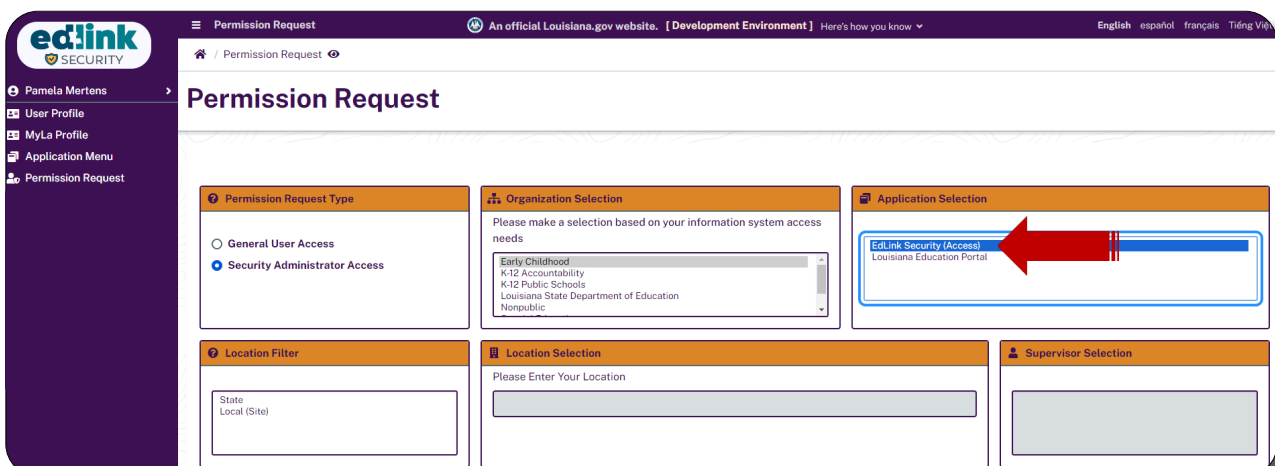 edlink
SECURITY
Pamela Mertens
User Profile
MyLa Profile
Application Menu
Permission Request
Permission Request
An official Louisiana.gov website. [ Development Environment ] Here's how you know
English español français Tiếng Việt
/ Permission Request
Permission Request
Permission Request Type
General User Access
Security Administrator Access
Organization Selection
Please make a selection based on your information system access
needs
Early Childhood
K-12 Accountability
K-12 Public Schools
Louisiana State Department of Education
Nonpublic
Application Selection
EdLink Security (Access)
Louisiana Education Portal
Location Filter
State
Local (Site)
Location Selection
Please Enter Your Location
Supervisor Selection